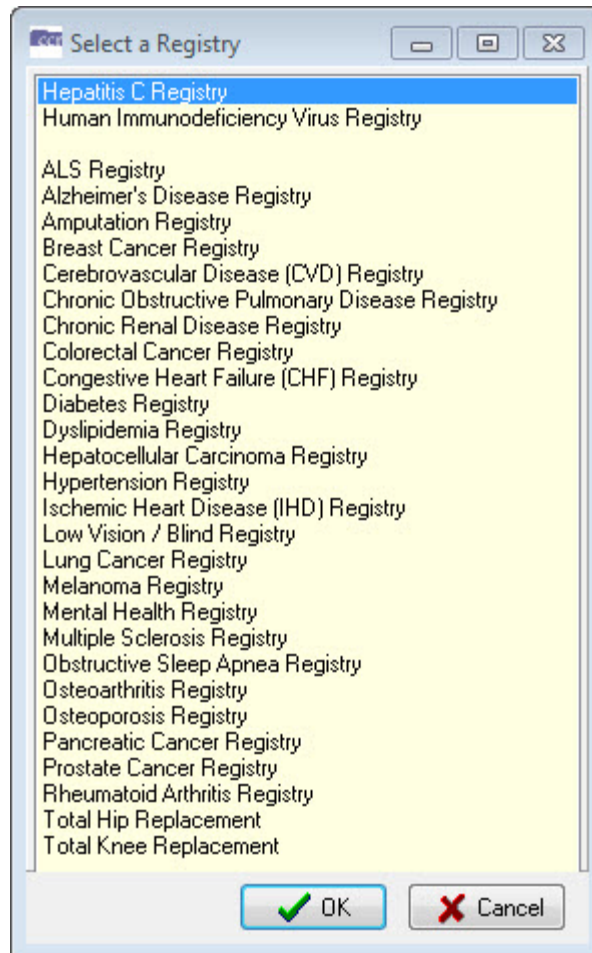 ccr Select a Registry
Hepatitis C Registry
Human Immunodeficiency Virus Registry
ALS Registry
Alzheimer's Disease Registry
Amputation Registry
Breast Cancer Registry
Cerebrovascular Disease (CVD) Registry
Chronic Obstructive Pulmonary Disease Registry
Chronic Renal Disease Registry
Colorectal Cancer Registry
Congestive Heart Failure (CHF) Registry
Diabetes Registry
Dyslipidemia Registry
Hepatocellular Carcinoma Registry
Hypertension Registry
Ischemic Heart Disease (IHD) Registry
Low Vision / Blind Registry
Lung Cancer Registry
Melanoma Registry
Mental Health Registry
Multiple Sclerosis Registry
Obstructive Sleep Apnea Registry
Osteoarthritis Registry
Osteoporosis Registry
Pancreatic Cancer Registry
Prostate Cancer Registry
Rheumatoid Arthritis Registry
Total Hip Replacement
Total Knee Replacement
OK Cancel